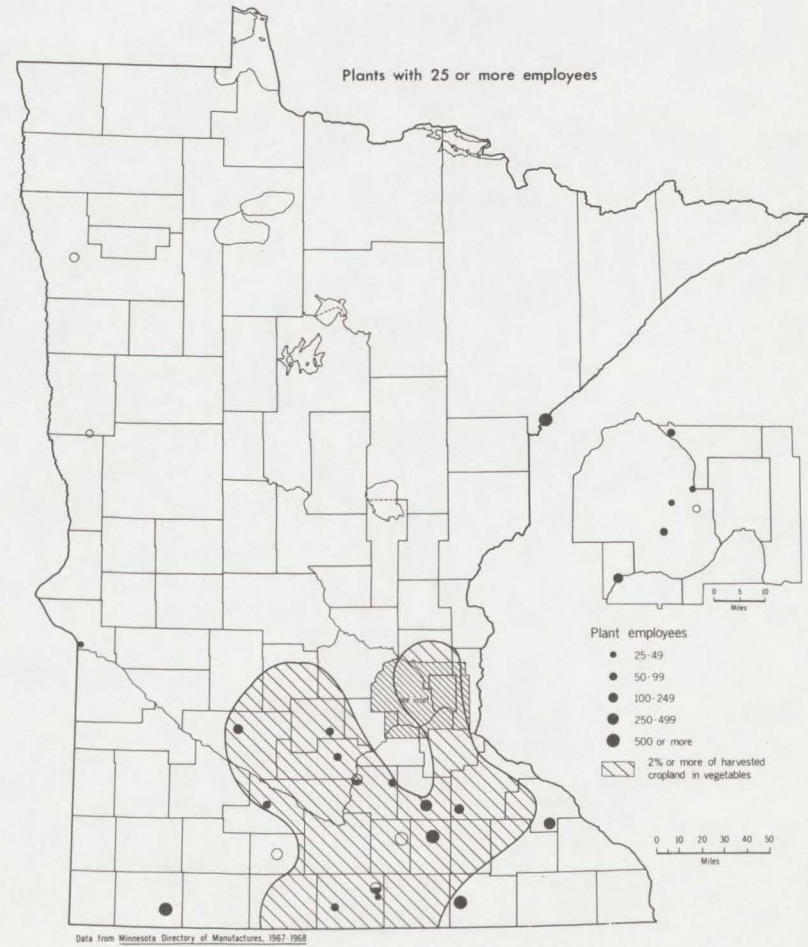 Plants with 25 or more employees
0 5 10
Miles
Plant employees
25-49
50-99
100-249
250-499
500 or more
2% or more of harvested
cropland in vegetables
0 10 20 30 40 50
Miles
inset
Data from Minnesota Directory of Manufactures, 1967-1968